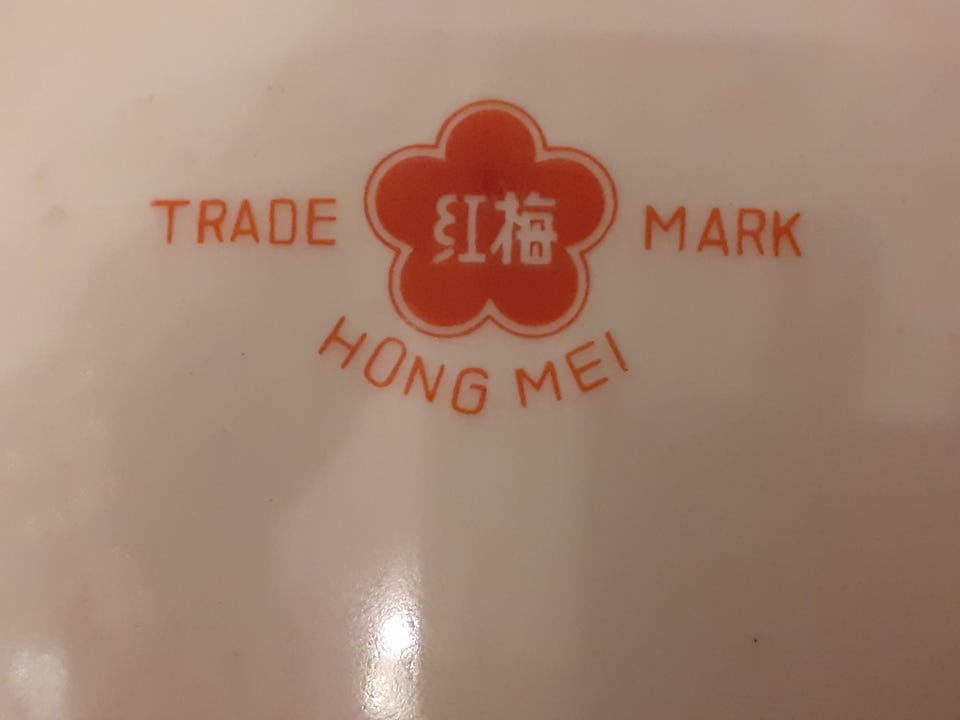 TRADE 红梅 MARK
HONG MEI